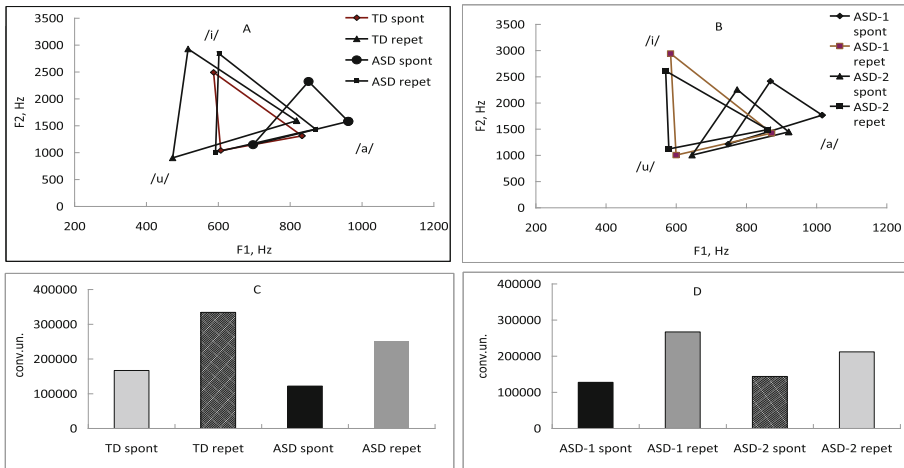 A
/i/
/u/
/a/
3500
3000
2500
2000
1500
1000
500
0
F2, Hz
200 400 600 800 1000 1200
F1, Hz
TD spont
TD repet
ASD spont
ASD repet
B
/i/
/u/
/a/
3500
3000
2500
2000
1500
1000
500
0
F2, Hz
200 400 600 800 1000 1200
F1, Hz
ASD-1
spont
ASD-1
repet
ASD-2
spont
ASD-2
repet
C
400000
300000
200000
100000
0
conv.un.
TD spont TD repet ASD spont ASD repet
D
400000
300000
200000
100000
0
conv.un.
ASD-1 spont ASD-1 repet ASD-2 spont ASD-2 repet